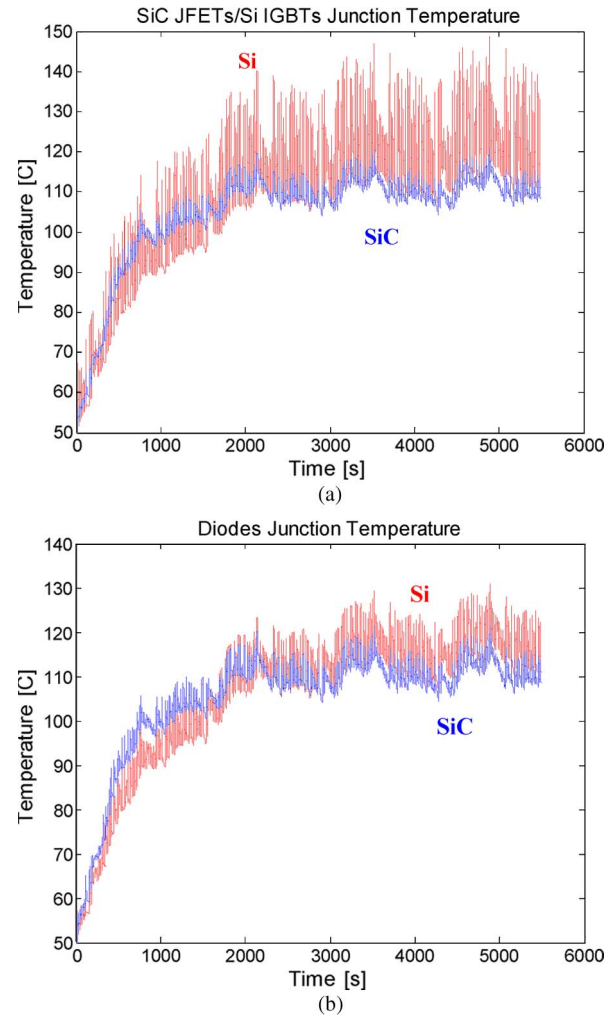 SiC JFETs/Si IGBTs Junction Temperature
150
140
130
120
110
100
90
80
70
60
50
Temperature [C]
Si
SiC
0 1000 2000 3000 4000 5000 6000
Time [s]
(a)
Diodes Junction Temperature
140
130
120
110
100
90
80
70
60
50
Temperature [C]
Si
SiC
0 1000 2000 3000 4000 5000 6000
Time [s]
(b)